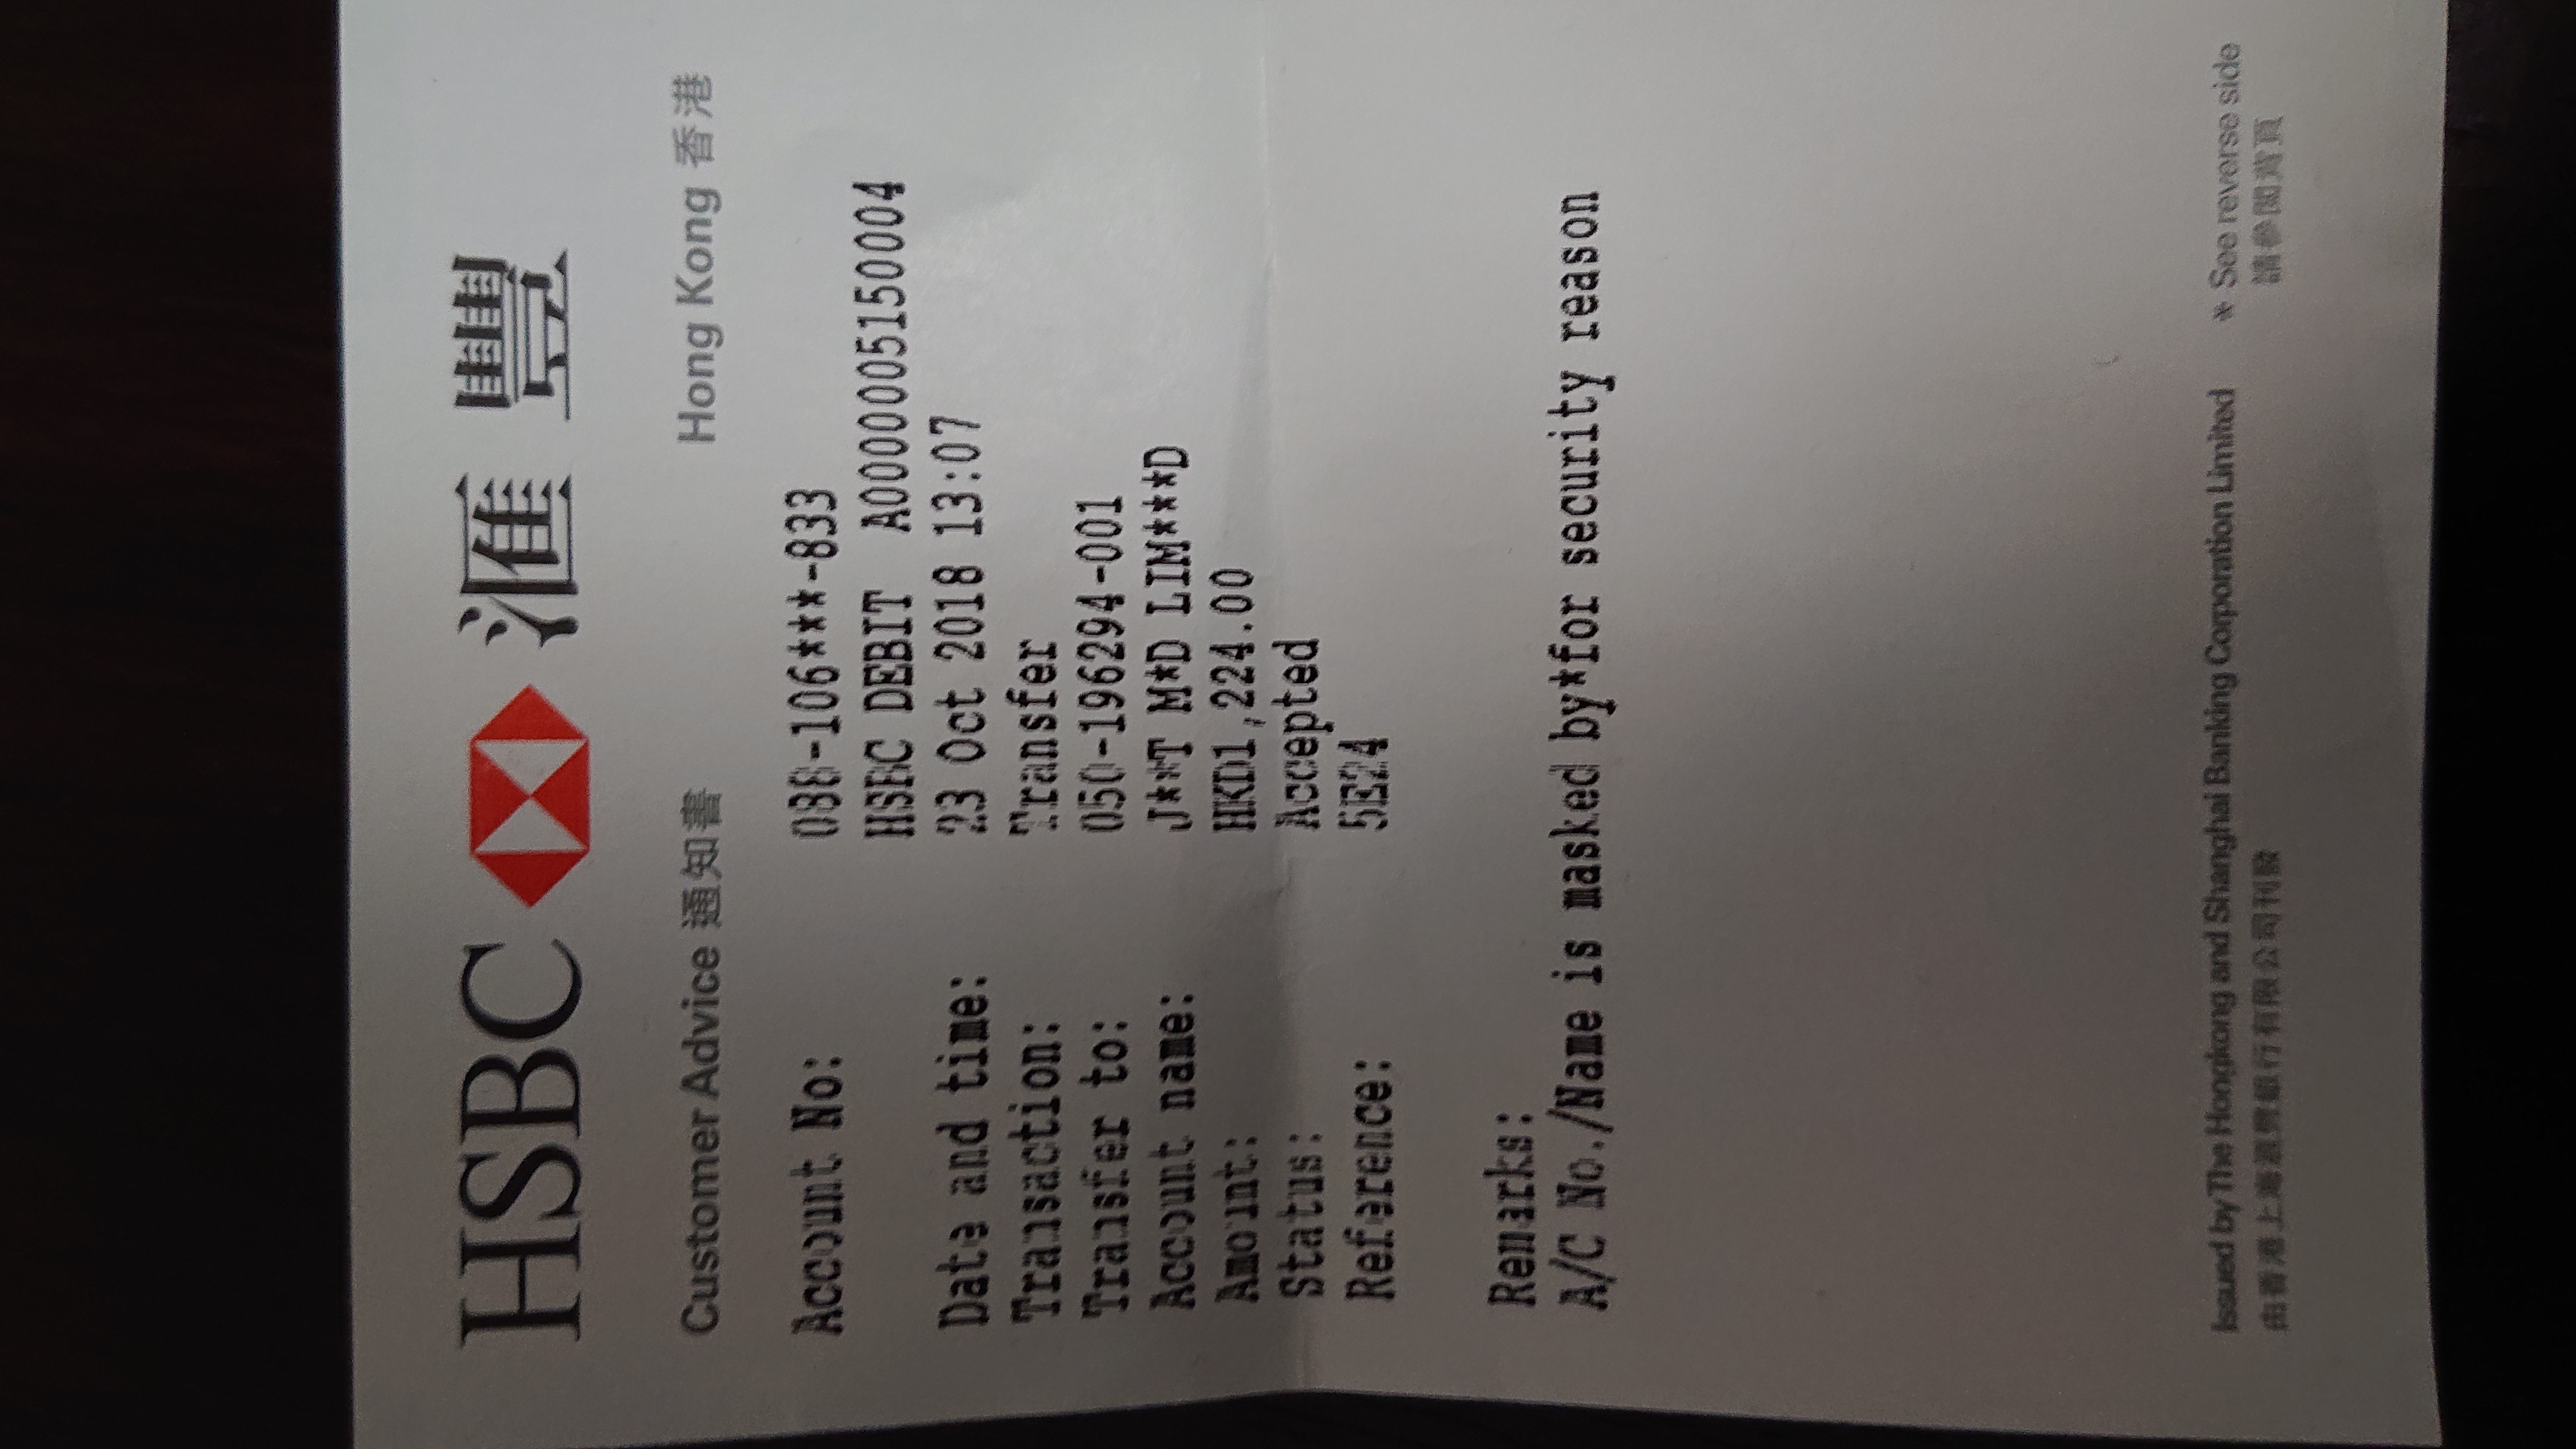 HSBC 滙豐
Customer Advice 通知書 Hong Kong 香港
Account No: 038-106***-833
HSBC DEBIT A0000005150004
Date and time: 23 Oct 2018 13:07
Transaction: Transfer
Transfer to: 050-196294-001
Account name: J**T M*D LIM***D
Amount: HKD1,224.00
Status: Accepted
Reference: 5E24
Remarks:
A/C No./Name is masked by*for security reason
Issued by The Hongkong and Shanghai Banking Corporation Limited * See reverse side
由香港上海滙豐銀行有限公司刊發 請參閱背頁